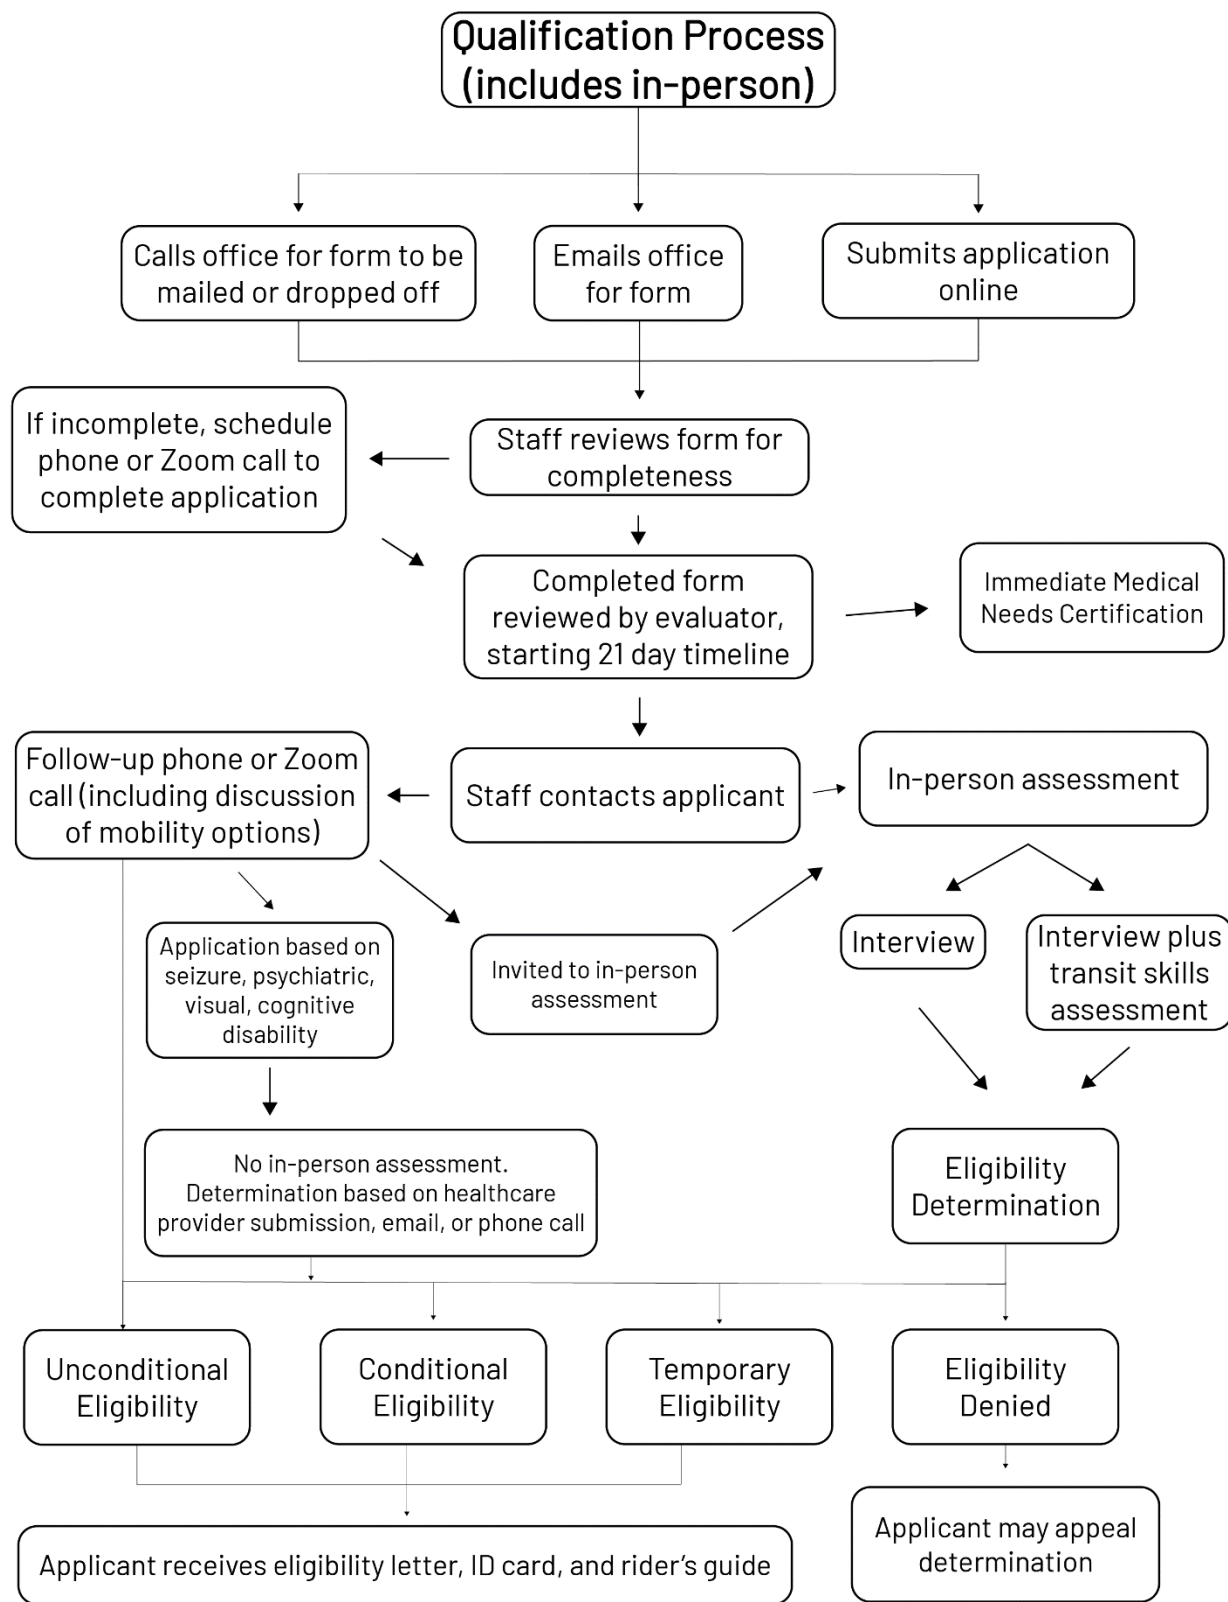 Qualification Process
(includes in-person)
Calls office for form to be
mailed or dropped off
Emails office
for form
Submits application
online
If incomplete, schedule
phone or Zoom call to
complete application
Staff reviews form for
completeness
Completed form
reviewed by evaluator,
starting 21 day timeline
Immediate Medical
Needs Certification
Follow-up phone or Zoom
call (including discussion
of mobility options)
Staff contacts applicant
In-person assessment
Application based on
seizure, psychiatric,
visual, cognitive
disability
Invited to in-person
assessment
Interview
Interview plus
transit skills
assessment
No in-person assessment.
Determination based on healthcare
provider submission, email, or phone call
Eligibility
Determination
Unconditional
Eligibility
Conditional
Eligibility
Temporary
Eligibility
Eligibility
Denied
Applicant receives eligibility letter, ID card, and rider's guide
Applicant may appeal
determination